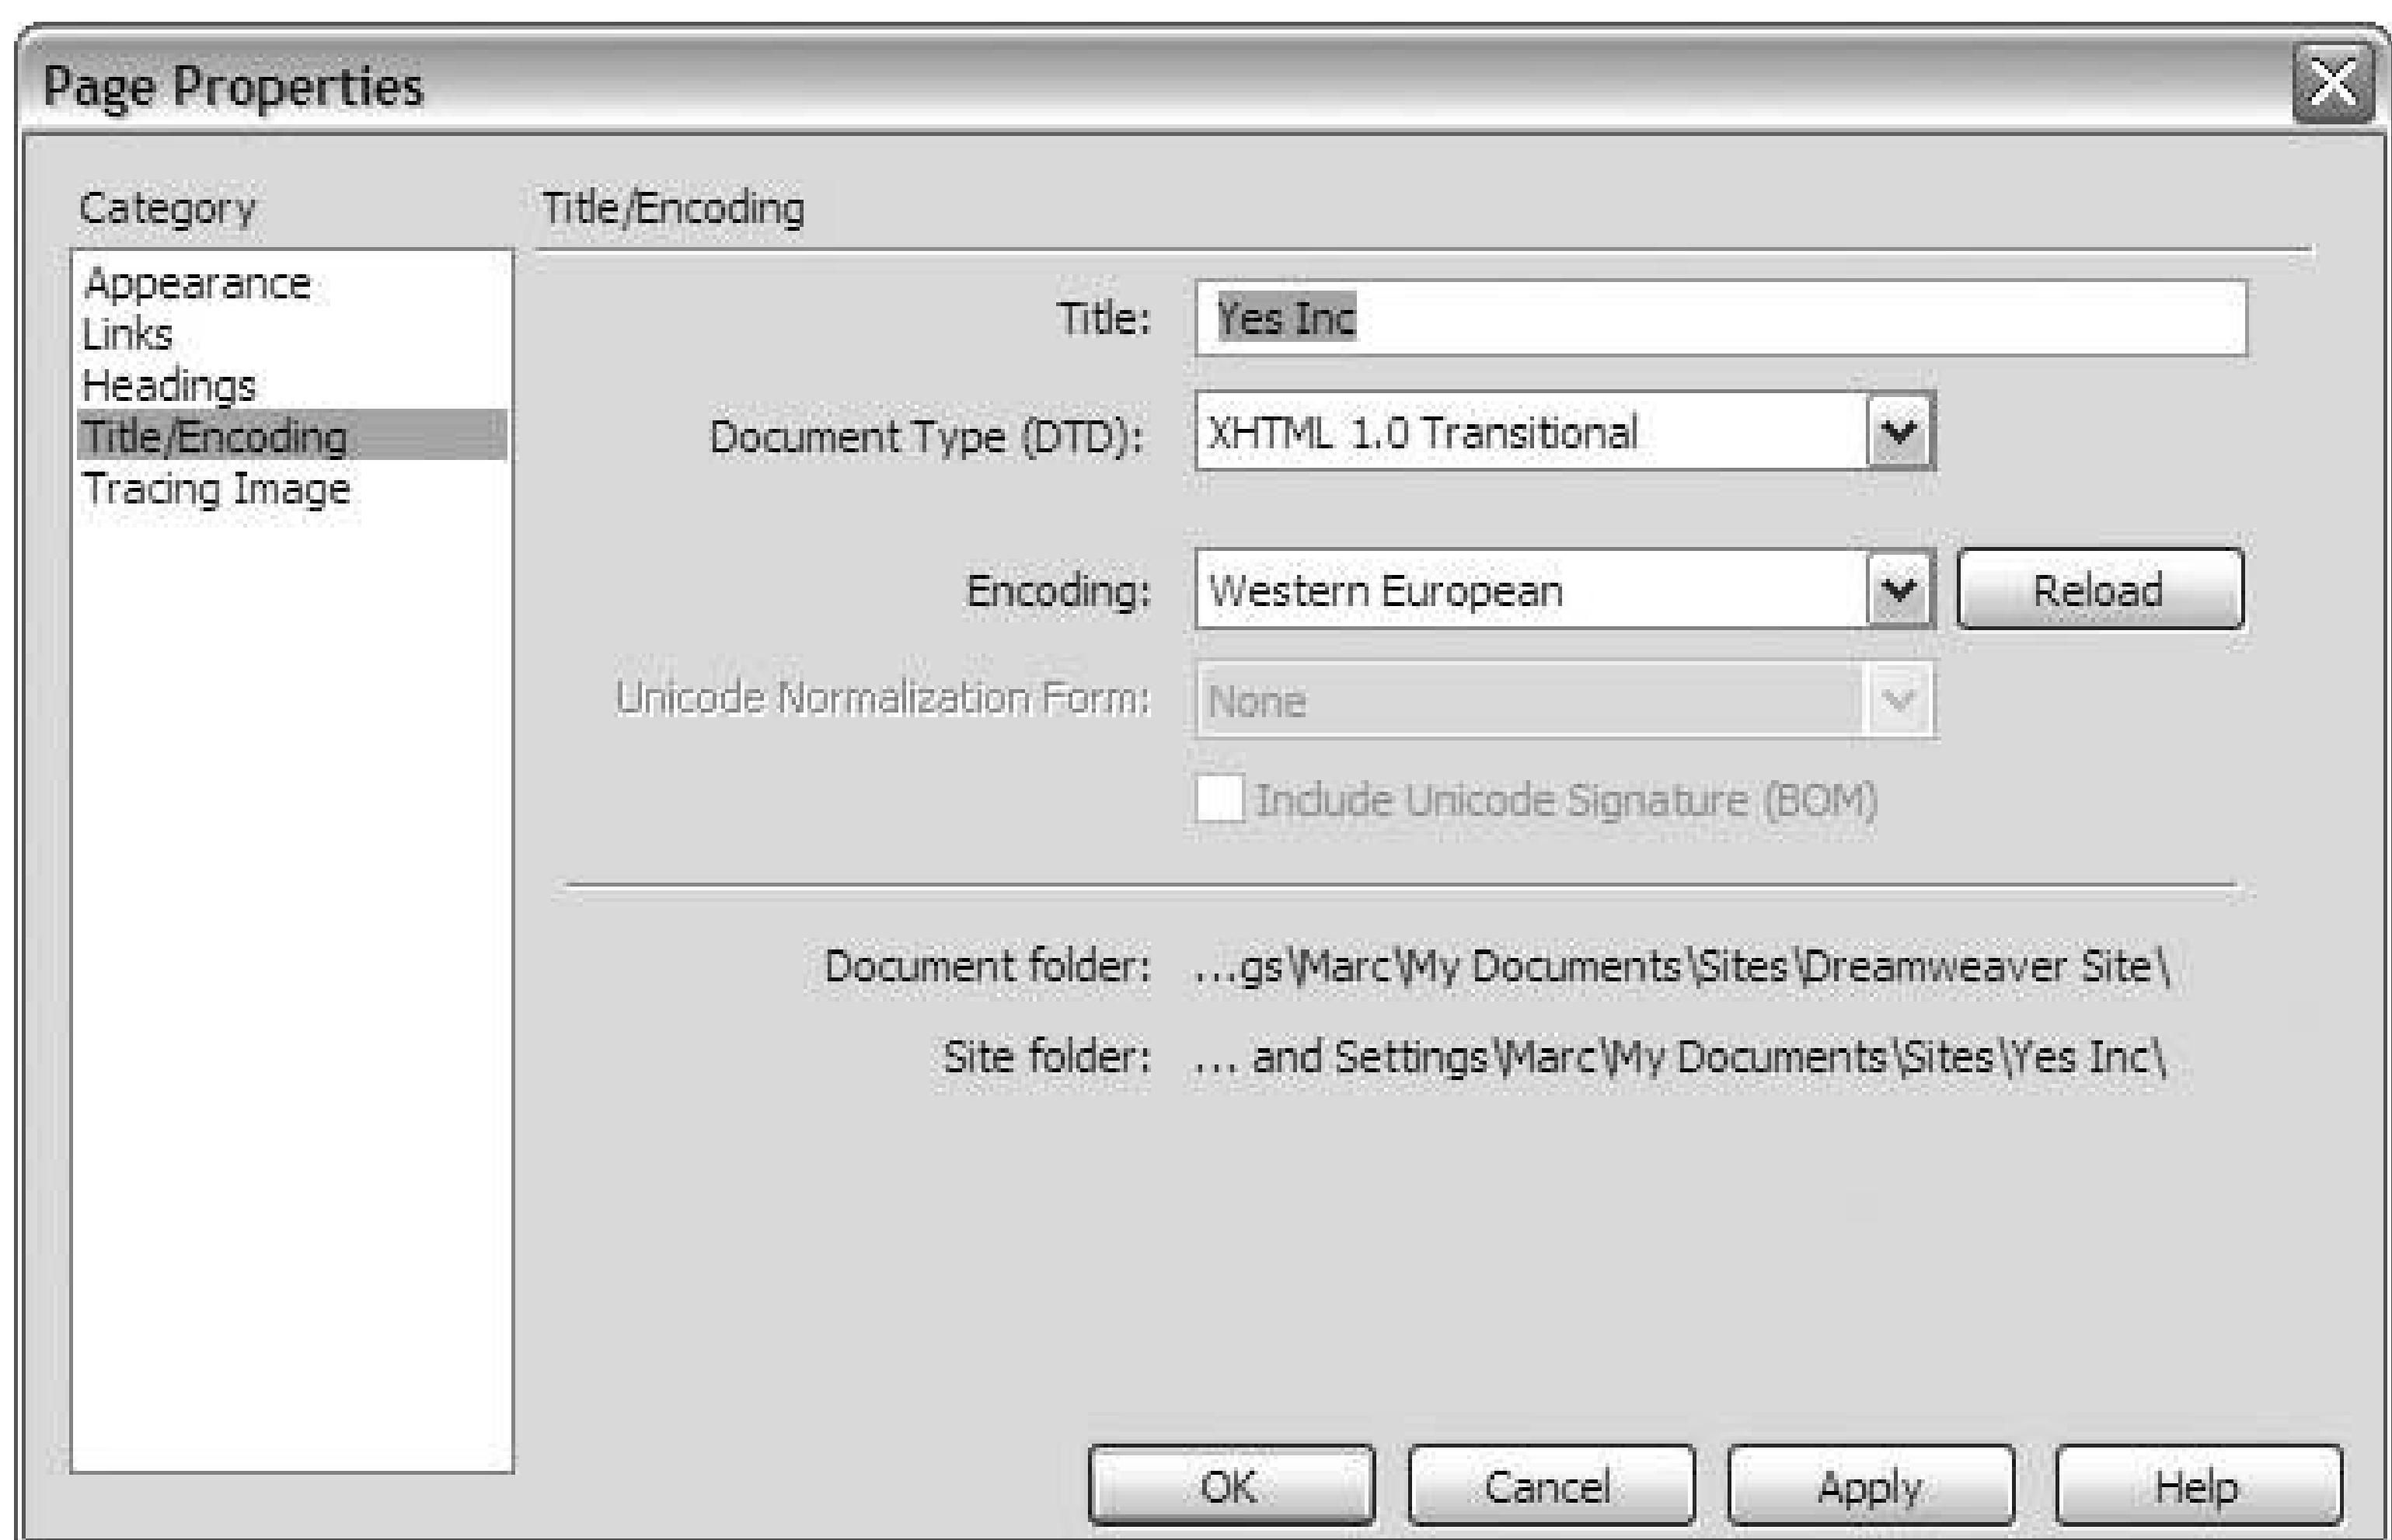 Page Properties
Category
Appearance
Links
Headings
Title/Encoding
Tracing Image
Title/Encoding
Title: Yes Inc
Document Type (DTD): XHTML 1.0 Transitional
Encoding: Western European Reload
Unicode Normalization Form: None
Include Unicode Signature (BOM)
Document folder: ...gs\Marc\My Documents\Sites\Dreamweaver Site\
Site folder: ... and Settings\Marc\My Documents\Sites\Yes Inc\
OK Cancel Apply Help